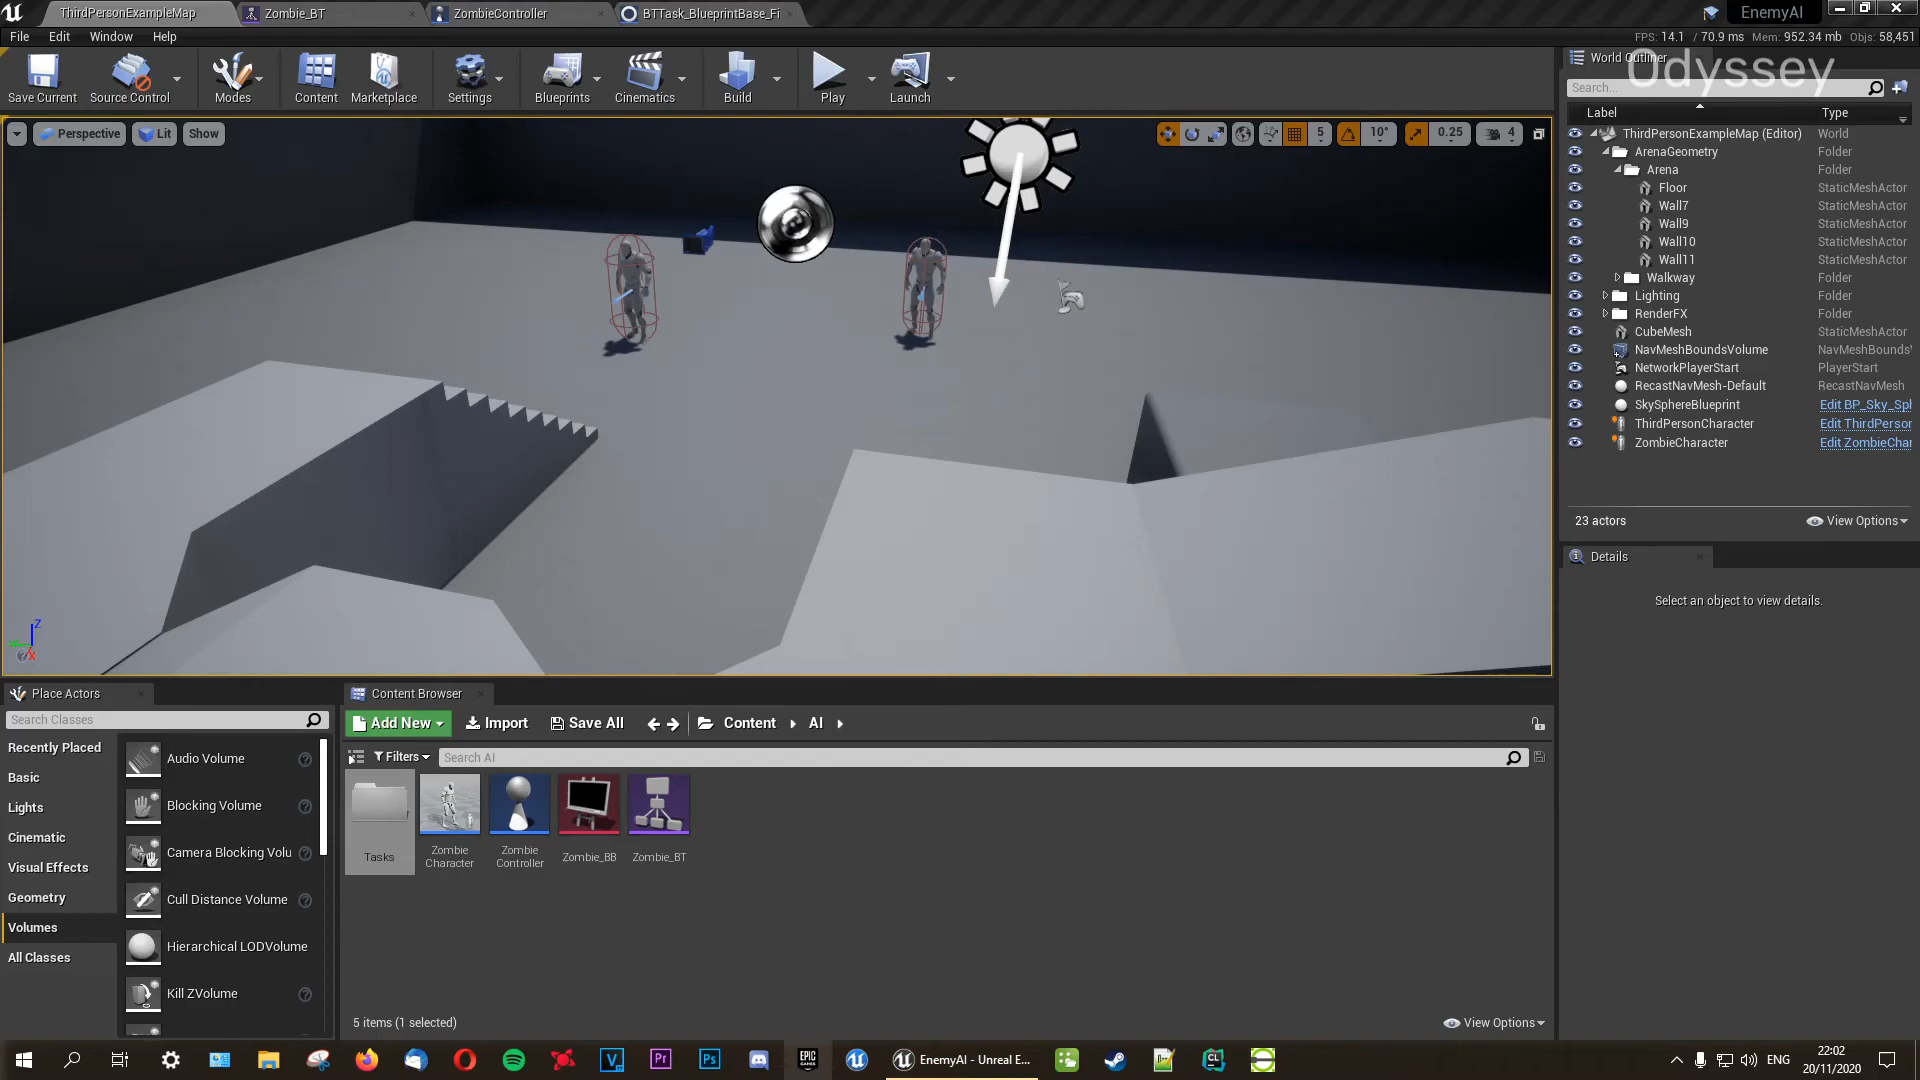 ThirdPersonExampleMap
Zombie_BT
ZombieController
BTTask_BlueprintBase_Fi
EnemyAI
File
Edit
Window
Help
FPS: 14.1 / 70.9 ms
Mem: 952.34 mb
Objs: 58,451
Save Current
Source Control
Modes
Content
Marketplace
Settings
Blueprints
Cinematics
Build
Play
Launch
World Outliner
Odyssey
Search...
Label
Type
Perspective
Lit
Show
5
10°
0.25
4
ThirdPersonExampleMap (Editor)
World
ArenaGeometry
Folder
Arena
Folder
Floor
StaticMeshActor
Wall7
StaticMeshActor
Wall9
StaticMeshActor
Wall10
StaticMeshActor
Wall11
StaticMeshActor
Walkway
Folder
Lighting
Folder
RenderFX
Folder
CubeMesh
StaticMeshActor
NavMeshBoundsVolume
NavMeshBounds
NetworkPlayerStart
PlayerStart
RecastNavMesh-Default
RecastNavMesh
SkySphereBlueprint
Edit BP_Sky_Sph
ThirdPersonCharacter
Edit ThirdPerson
ZombieCharacter
Edit ZombieChar
23 actors
View Options
Details
Select an object to view details.
Z
X
Place Actors
Search Classes
Recently Placed
Basic
Lights
Cinematic
Visual Effects
Geometry
Volumes
All Classes
Audio Volume
Blocking Volume
Camera Blocking Volu
Cull Distance Volume
Hierarchical LODVolume
Kill ZVolume
Content Browser
Add New
Import
Save All
Content
AI
Filters
Search AI
Tasks
Zombie
Character
Zombie
Controller
Zombie_BB
Zombie_BT
5 items (1 selected)
View Options
EnemyAI - Unreal E...
ENG
22:02
20/11/2020